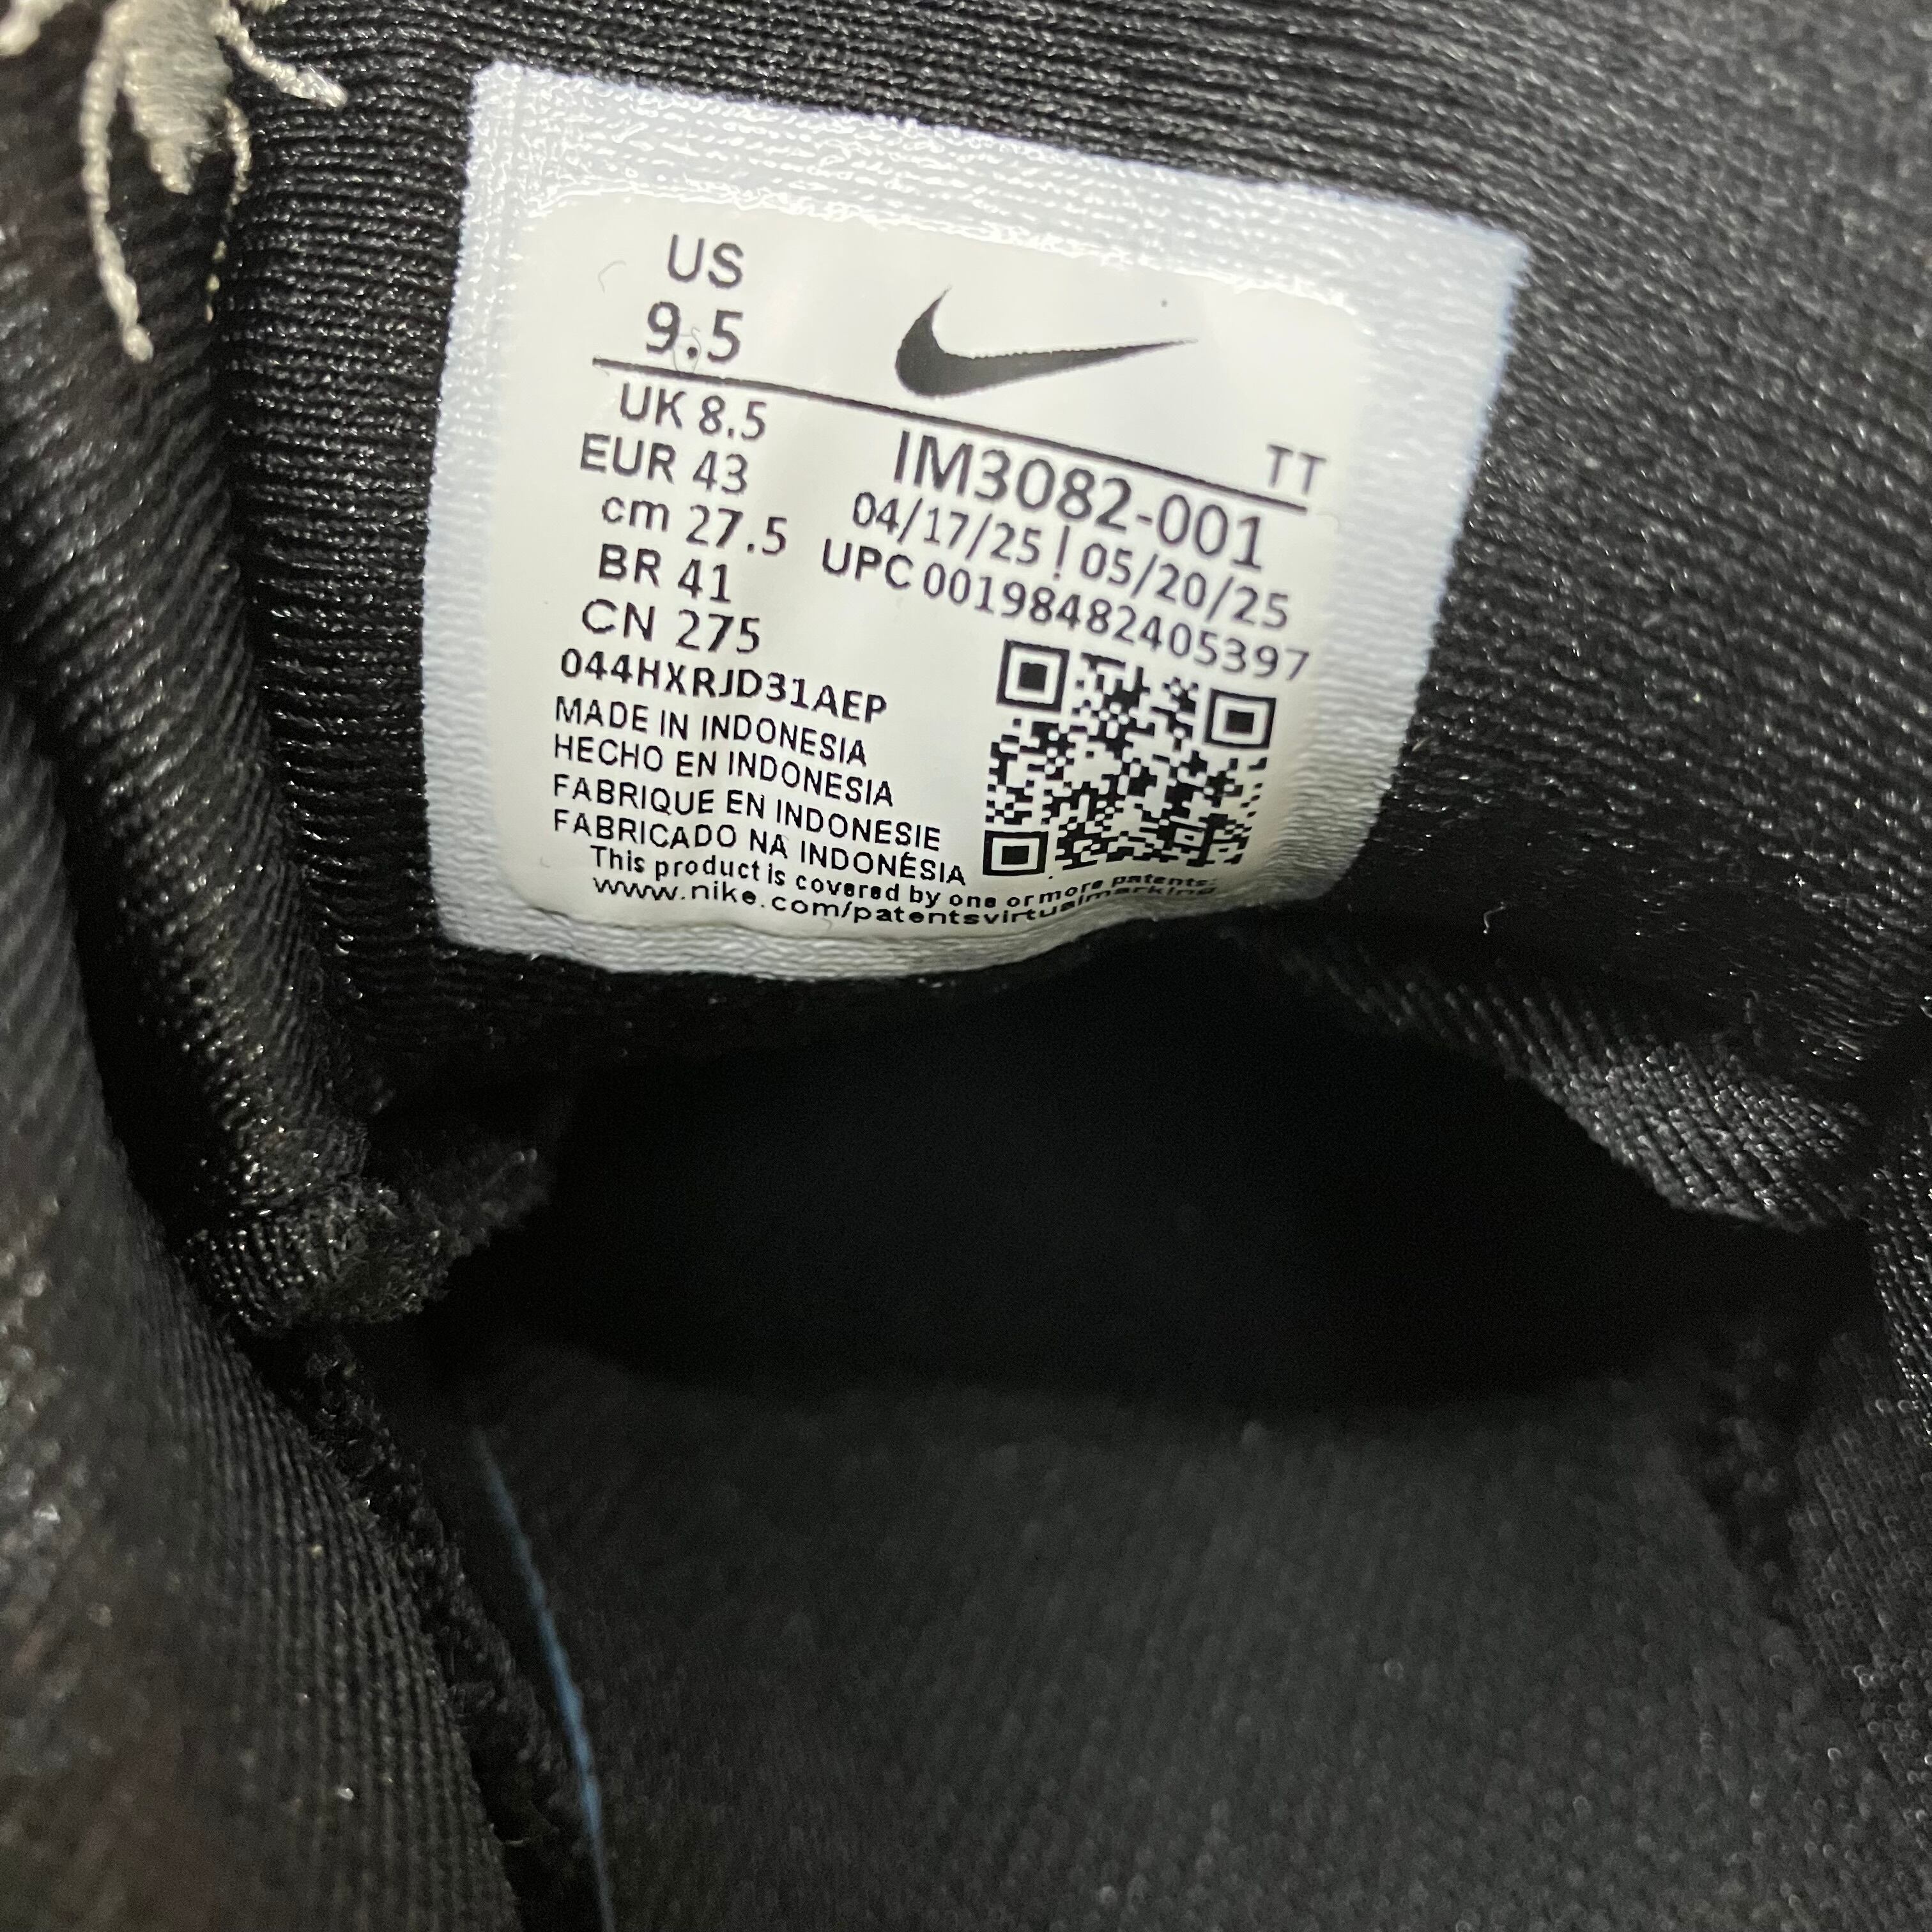 US
9.5
UK 8.5
EUR 43
cm 27.5
BR 41
CN 275
TT
IM3082-001
04/17/25 | 05/20/25
UPC 00198482405397
044HXRJD31AEP
MADE IN INDONESIA
HECHO EN INDONESIA
FABRIQUE EN INDONESIE
FABRICADO NA INDONÉSIA
This product is covered by one or more patents:
www.nike.com/patentsvirtualmarking